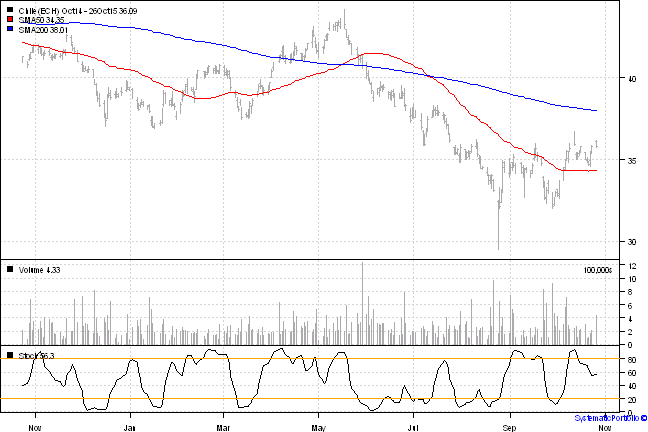 Chile (ECH) Oct14 - 26Oct15 36.09
SMA50 34.35
SMA200 38.01
40
35
30
Volume 4.33
100,000s
12
10
8
6
4
2
0
Stoch 56.3
80
60
40
20
0
Nov Jan Mar May Jul Sep Nov
SystematicPortfolio ©